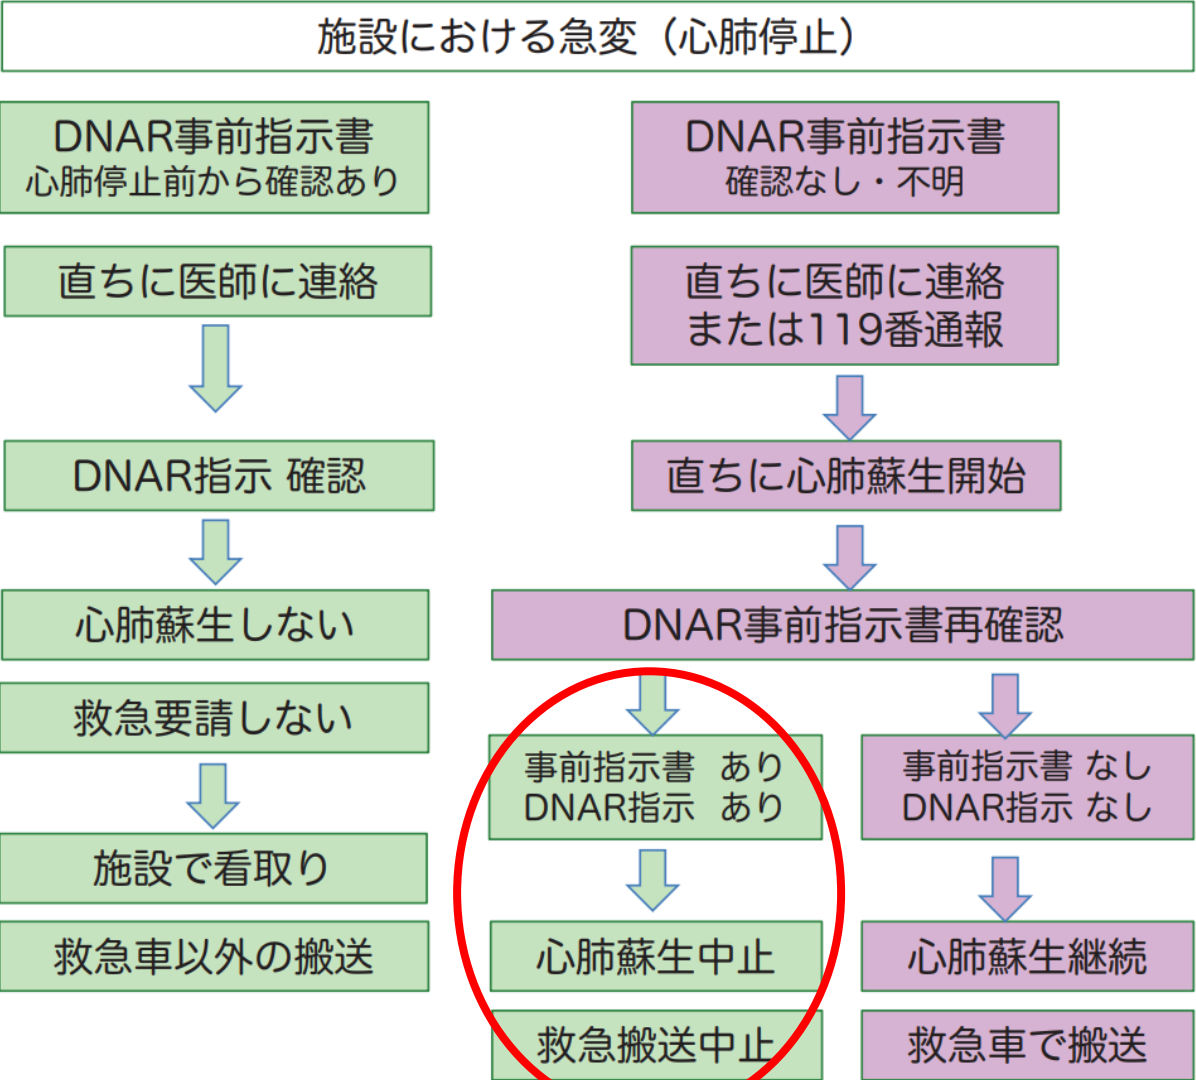 施設における急変（心肺停止）
DNAR事前指示書
心肺停止前から確認あり
直ちに医師に連絡
DNAR指示 確認
心肺蘇生しない
救急要請しない
施設で看取り
救急車以外の搬送
DNAR事前指示書
確認なし・不明
直ちに医師に連絡
または119番通報
直ちに心肺蘇生開始
DNAR事前指示書再確認
事前指示書 あり
DNAR指示 あり
心肺蘇生中止
救急搬送中止
事前指示書 なし
DNAR指示 なし
心肺蘇生継続
救急車で搬送